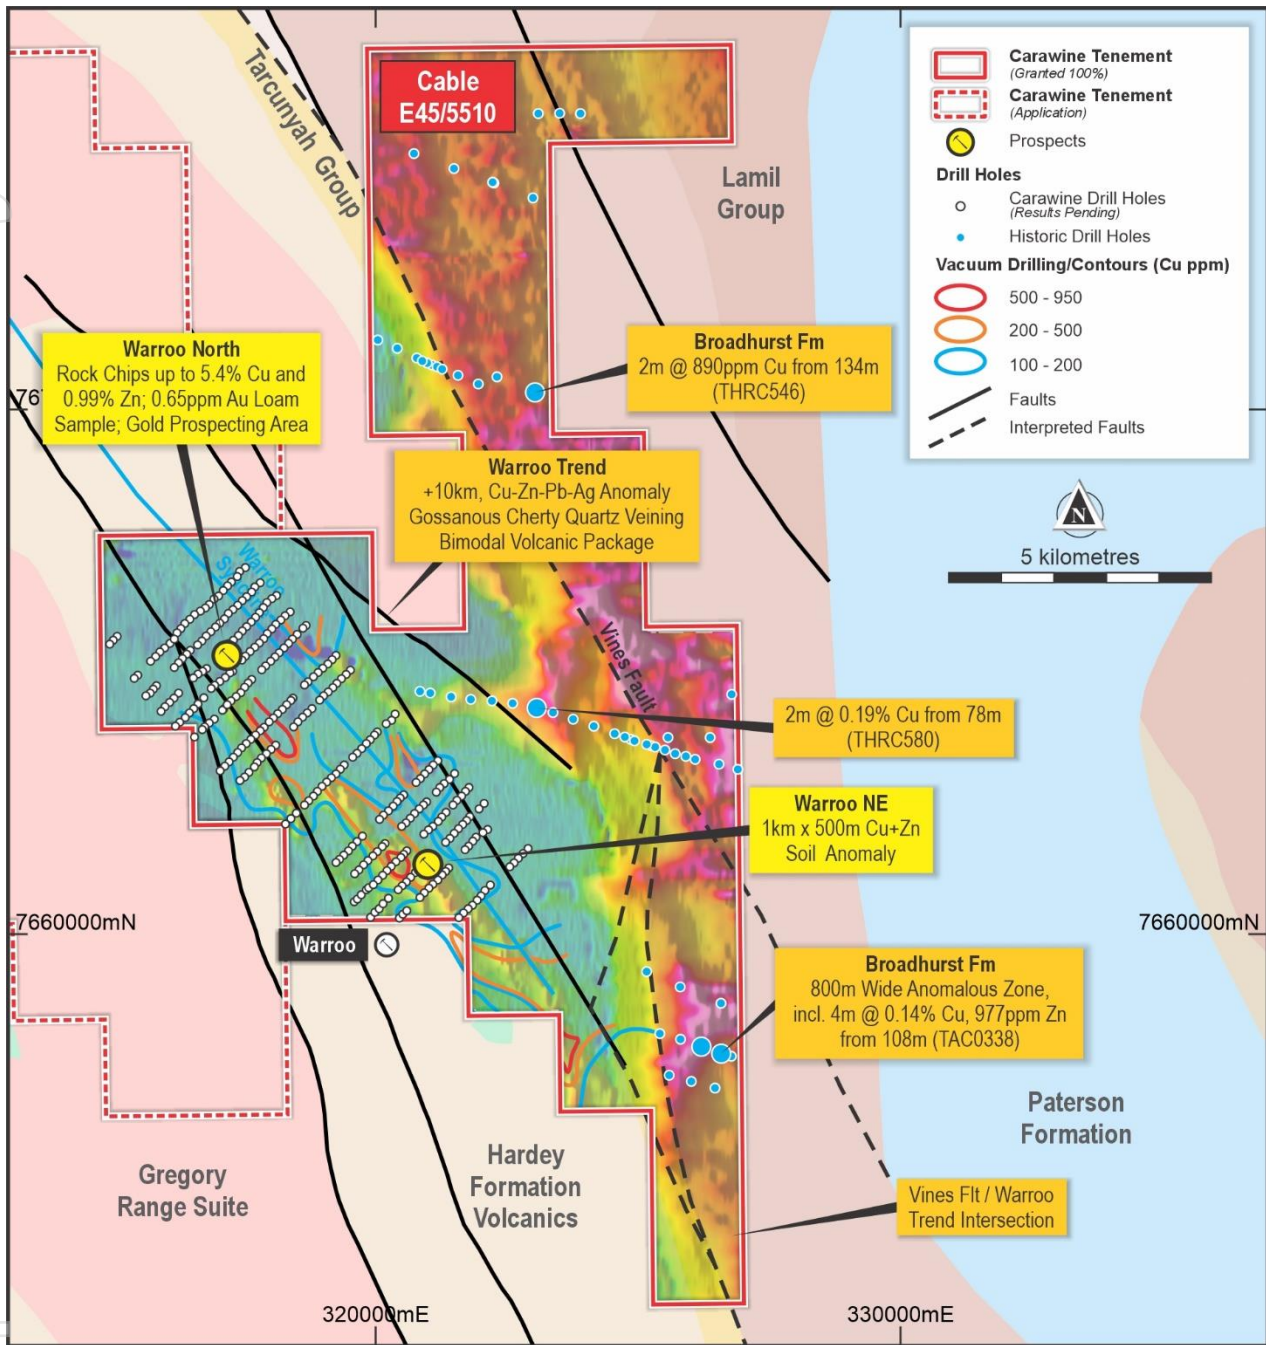 Cable
E45/5510
Tarcunyah Group
Lamil
Group
Carawine Tenement
(Granted 100%)
Carawine Tenement
(Application)
Prospects
Drill Holes
Carawine Drill Holes
(Results Pending)
Historic Drill Holes
Vacuum Drilling/Contours (Cu ppm)
500 - 950
200 - 500
100 - 200
Faults
Interpreted Faults
N
5 kilometres
Warroo North
Rock Chips up to 5.4% Cu and
0.99% Zn; 0.65ppm Au Loam
Sample; Gold Prospecting Area
Broadhurst Fm
2m @ 890ppm Cu from 134m
(THRC546)
Warroo Trend
+10km, Cu-Zn-Pb-Ag Anomaly
Gossanous Cherty Quartz Veining
Bimodal Volcanic Package
Warroo
Vines Fault
2m @ 0.19% Cu from 78m
(THRC580)
Warroo NE
1km x 500m Cu+Zn
Soil Anomaly
7660000mN
7660000mN
Warroo
Broadhurst Fm
800m Wide Anomalous Zone,
incl. 4m @ 0.14% Cu, 977ppm Zn
from 108m (TAC0338)
Paterson
Formation
Gregory
Range Suite
Hardey
Formation
Volcanics
Vines Flt / Warroo
Trend Intersection
320000mE
330000mE